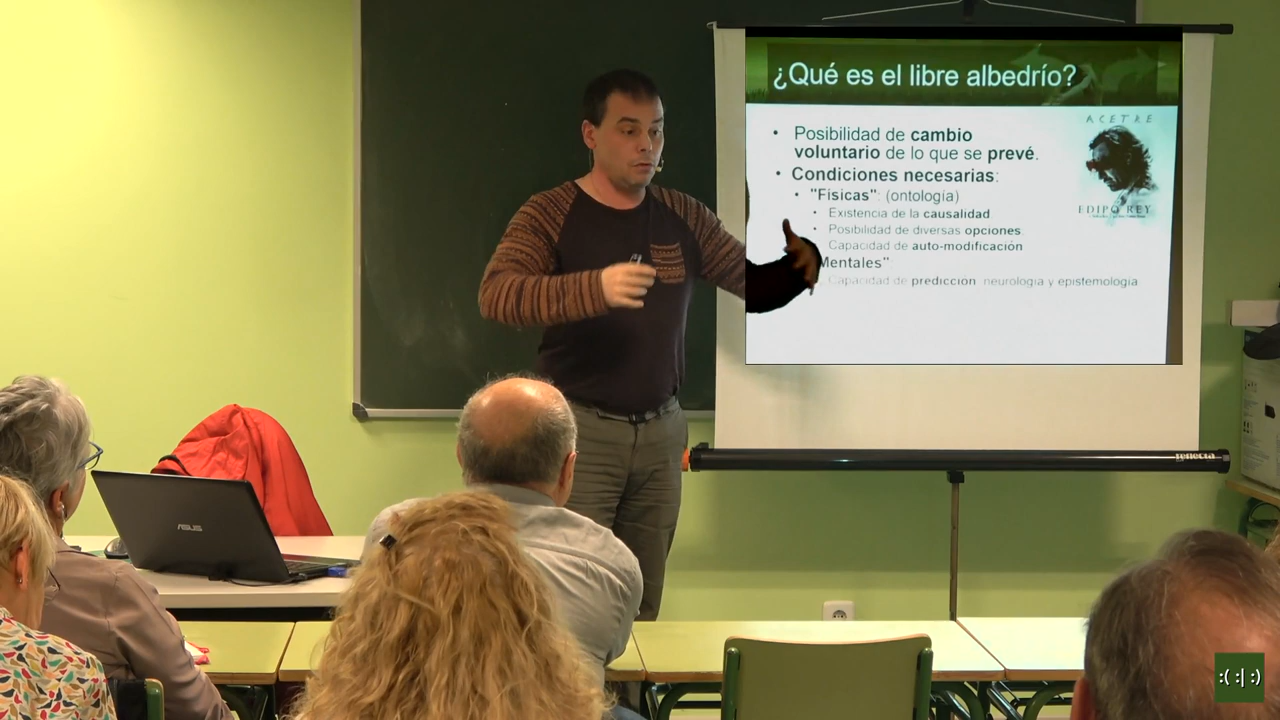 ¿Qué es el libre albedrío?
• Posibilidad de cambio
voluntario de lo que se prevé.
• Condiciones necesarias:
• "Físicas": (ontología)
• Existencia de la causalidad
• Posibilidad de diversas opciones.
Capacidad de auto-modificación
Mentales"
Capacidad de predicción neurología y epistemología
ACETRE
EDIPO REY
reflecta
ASUS
:( :| :)